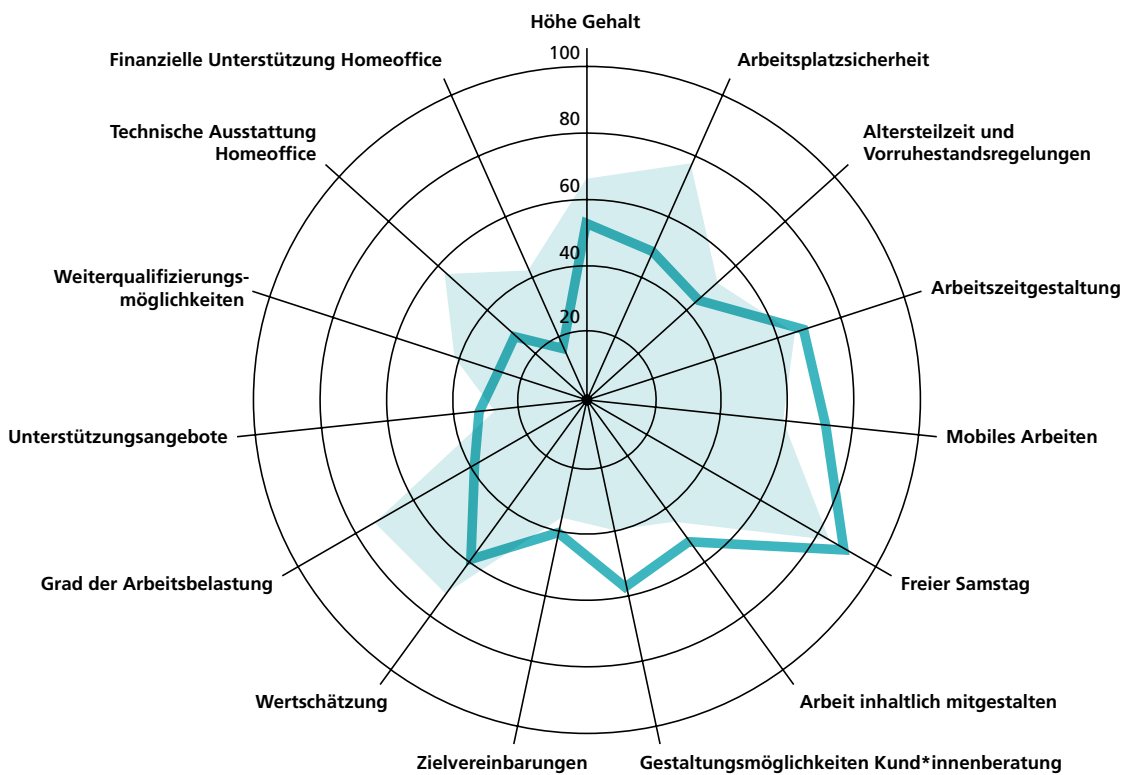 Höhe Gehalt
Finanzielle Unterstützung Homeoffice
100
Arbeitsplatzsicherheit
Technische Ausstattung
Homeoffice
80
Altersteilzeit und
Vorruhestandsregelungen
60
40
Weiterqualifizierungs-
möglichkeiten
Arbeitszeitgestaltung
20
Unterstützungsangebote
Mobiles Arbeiten
Grad der Arbeitsbelastung
Freier Samstag
Wertschätzung
Arbeit inhaltlich mitgestalten
Zielvereinbarungen
Gestaltungsmöglichkeiten Kund*innenberatung